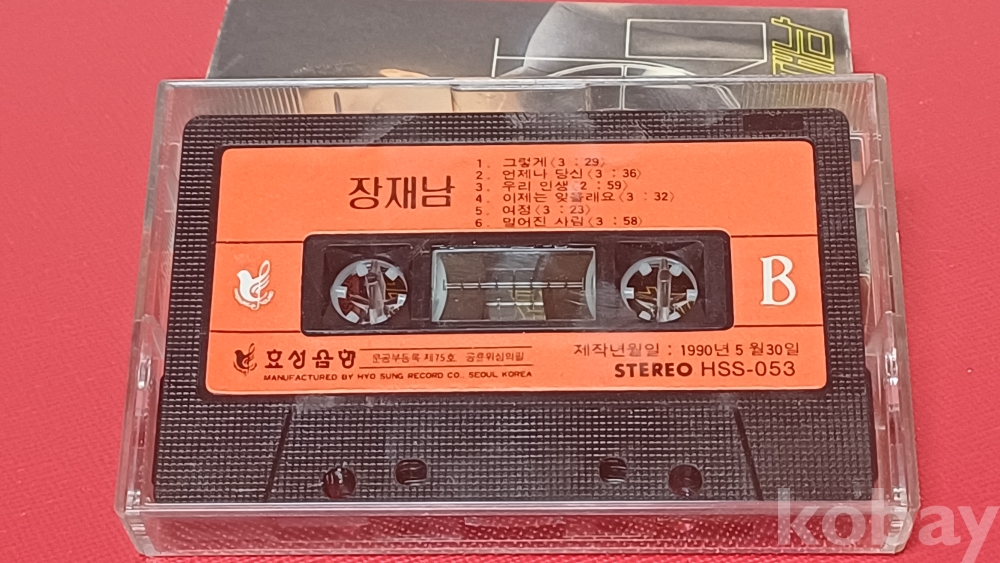 재남
장재남
1. 그렇게 (3 : 29)
2. 언제나 당신 (3 : 36)
3. 우리 인생 (2 : 59)
4. 이제는 잊을래요 (3 : 32)
5. 여정 (3 : 23)
6. 멀어진 사람 (3 : 58)
B
효성음반
문공부등록 제75호
제작년월일 : 1990년 5월 30일
MANUFACTURED BY HYO SUNG RECORD CO., SEOUL KOREA
STEREO HSS-053
kobay